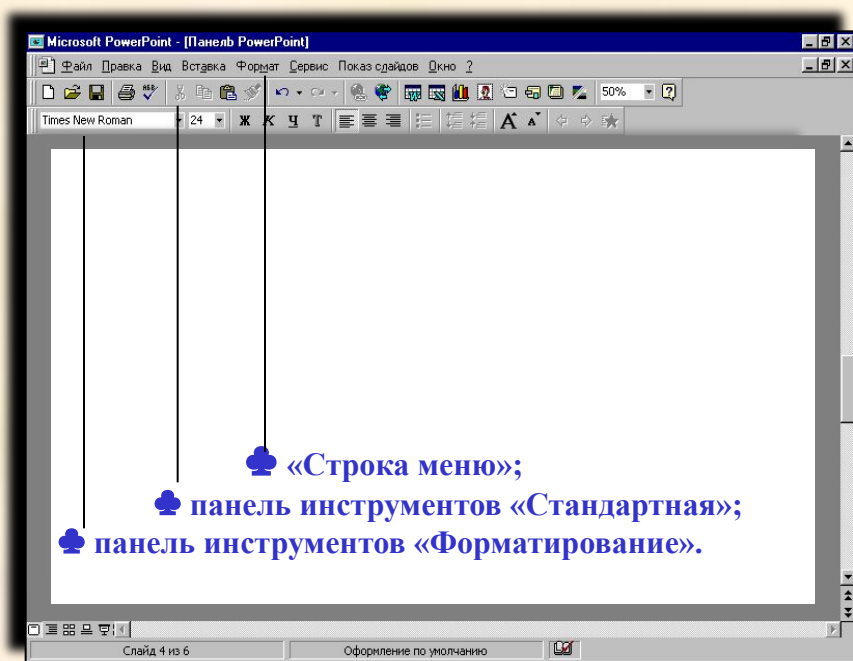 Microsoft PowerPoint - [Панель PowerPoint]
Файл Правка Вид Вставка Формат Сервис Показ слайдов Окно ?
50%
Times New Roman 24 Ж К Ч Т
«Строка меню»;
панель инструментов «Стандартная»;
панель инструментов «Форматирование».
Слайд 4 из 6 Оформление по умолчанию